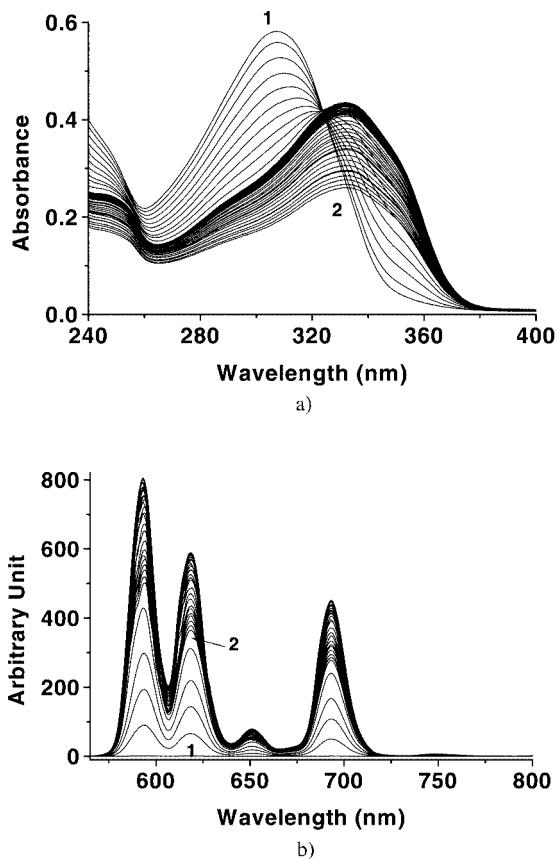 1
0.6
0.4
Absorbance
0.2
2
0.0
240 280 320 360 400
Wavelength (nm)
a)
800
600
Arbitrary Unit
400
2
200
1
0
600 650 700 750 800
Wavelength (nm)
b)